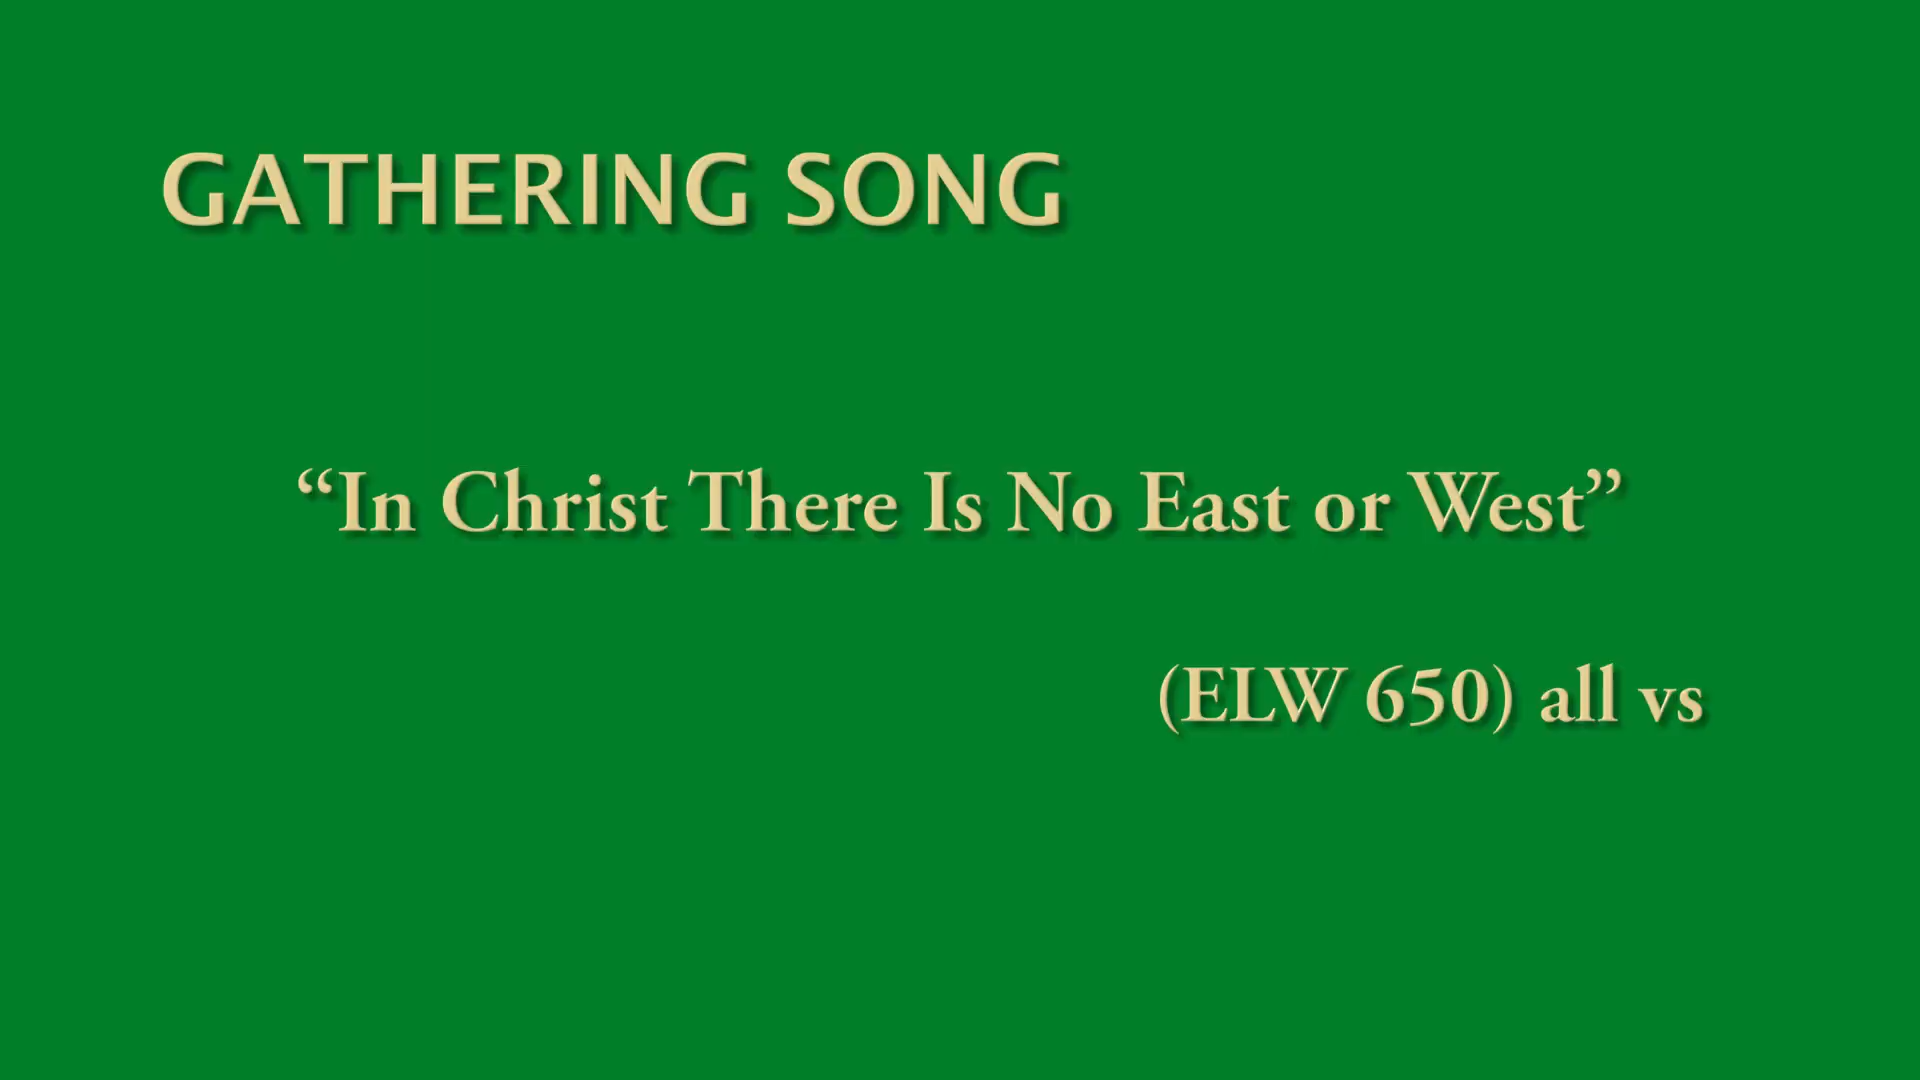 GATHERING SONG
“In Christ There Is No East or West”
(ELW 650) all vs